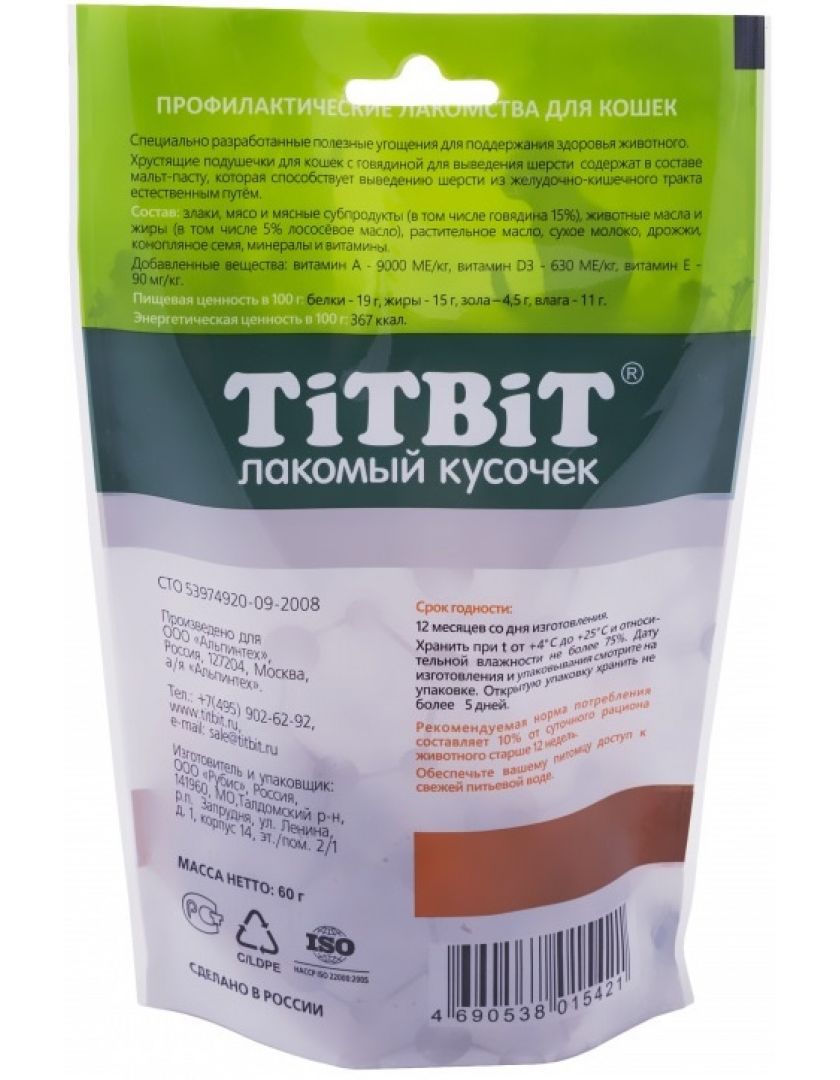 ПРОФИЛАКТИЧЕСКИЕ ЛАКОМСТВА ДЛЯ КОШЕК
Специально разработанные полезные угощения для поддержания здоровья животного.
Хрустящие подушечки для кошек с говядиной для выведения шерсти содержат в составе
мальт-пасту, которая способствует выведению шерсти из желудочно-кишечного тракта
естественным путём.
Состав: злаки, мясо и мясные субпродукты (в том числе говядина 15%), животные масла и
жиры (в том числе 5% лососёвое масло), растительное масло, сухое молоко, дрожжи,
конопляное семя, минералы и витамины.
Добавленные вещества: витамин А - 9000 МЕ/кг, витамин D3 - 630 МЕ/кг, витамин Е -
90 мг/кг.
Пищевая ценность в 100 г: белки - 19 г, жиры - 15 г, зола – 4,5 г, влага - 11 г.
Энергетическая ценность в 100 г: 367 ккал.
TiTBiT®
лакомый кусочек
СТО 53974920-09-2008
Произведено для
ООО «Альпинтех»,
Россия, 127204, Москва,
а/я «Альпинтех».
Тел.: +7(495) 902-62-92,
www.titbit.ru,
e-mail: sale@titbit.ru
Изготовитель и упаковщик:
ООО «Рубис», Россия,
141960, МО,Талдомский р-н,
р.п. Запрудня, ул. Ленина,
д. 1, корпус 14, эт./пом. 2/1
МАССА НЕТТО: 60 г
РСТ
C/LDPE
ISO
HACCP ISO 22000:2005
СДЕЛАНО В РОССИИ
Срок годности:
12 месяцев со дня изготовления.
Хранить при t от +4°С до +25°С и относи-
тельной влажности не более 75%. Дату
изготовления и упаковывания смотрите на
упаковке. Открытую упаковку хранить не
более 5 дней.
Рекомендуемая норма потребления
составляет 10% от суточного рациона
животного старше 12 недель.
Обеспечьте вашему питомцу доступ к
свежей питьевой воде.
4 690538 015421